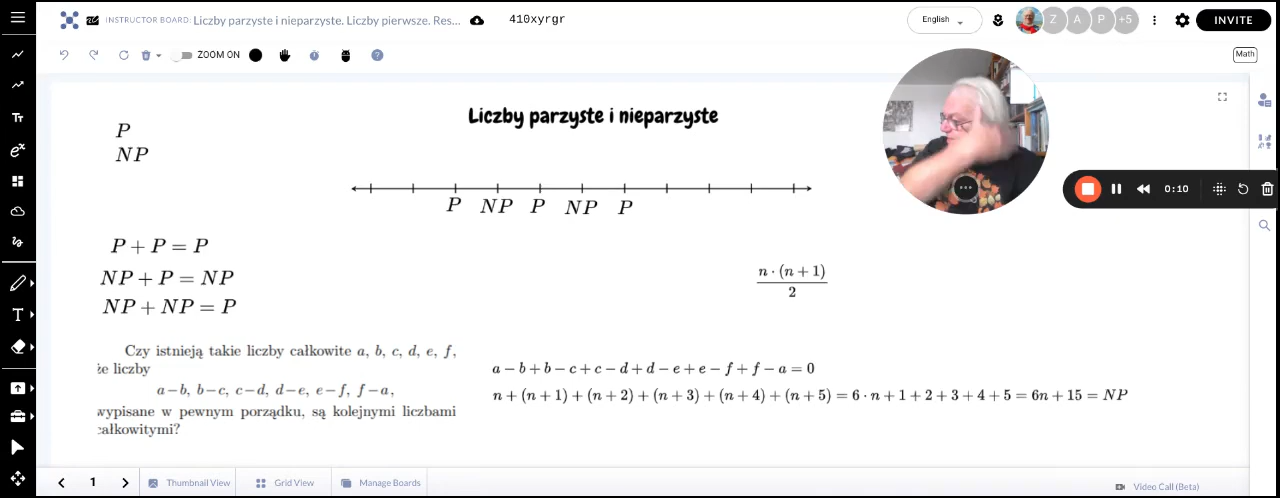 INSTRUCTOR BOARD: Liczby parzyste i nieparzyste. Liczby pierwsze. Res...
410xyrgr
English
Z A P +5
INVITE
ZOOM ON
Math
Liczby parzyste i nieparzyste
P
NP
P NP P NP P
0:10
P + P = P
NP + P = NP
NP + NP = P
n · (n + 1)
2
Czy istnieją takie liczby całkowite a, b, c, d, e, f,
że liczby
a−b, b−c, c−d, d−e, e−f, f−a,
wypisane w pewnym porządku, są kolejnymi liczbami
całkowitymi?
a − b + b − c + c − d + d − e + e − f + f − a = 0
n + (n + 1) + (n + 2) + (n + 3) + (n + 4) + (n + 5) = 6 · n + 1 + 2 + 3 + 4 + 5 = 6n + 15 = NP
1
Thumbnail View
Grid View
Manage Boards
Video Call (Beta)